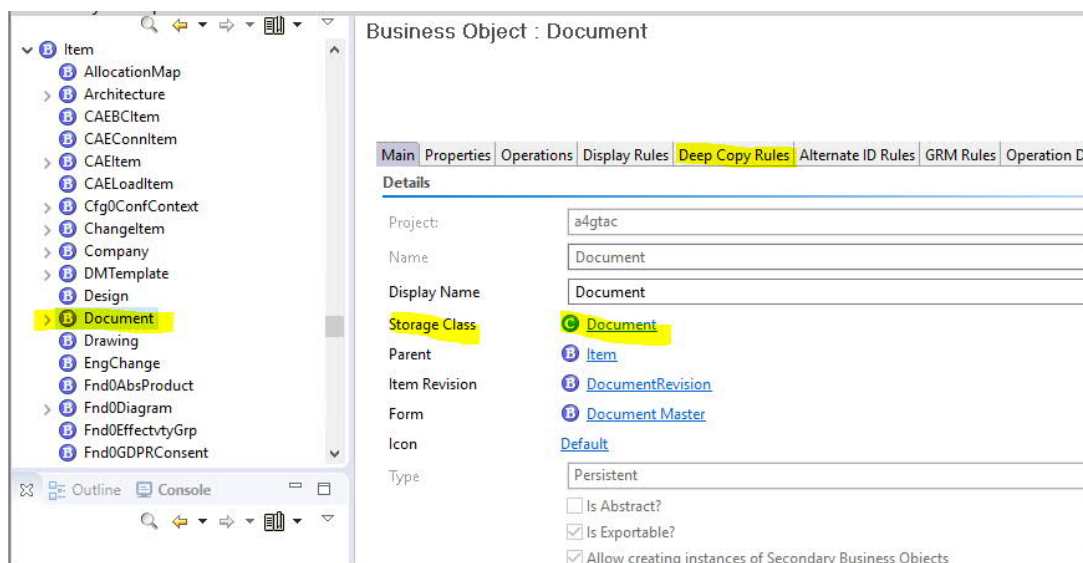 Item
AllocationMap
Architecture
CAEBCItem
CAEConnItem
CAEItem
CAELoadItem
Cfg0ConfContext
ChangeItem
Company
DMTemplate
Design
Document
Drawing
EngChange
Fnd0AbsProduct
Fnd0Diagram
Fnd0EffectvtyGrp
Fnd0GDPRConsent
Outline Console
Business Object : Document
Main Properties Operations Display Rules Deep Copy Rules Alternate ID Rules GRM Rules Operation D
Details
Project: a4gtac
Name Document
Display Name Document
Storage Class C Document
Parent B Item
Item Revision B DocumentRevision
Form B Document Master
Icon Default
Type Persistent
Is Abstract?
Is Exportable?
Allow creating instances of Secondary Business Objects